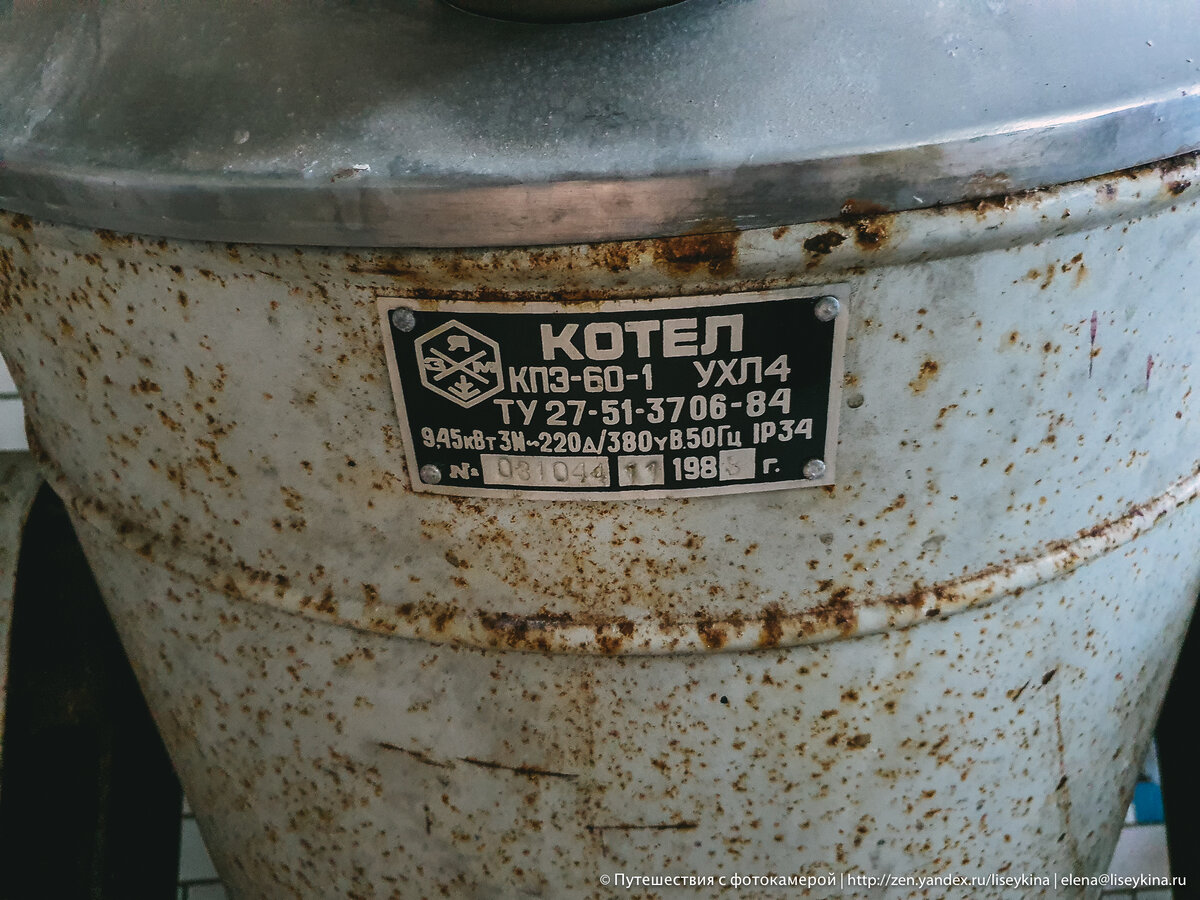 КОТЕЛ
КПЭ-60-1 УХЛ4
ТУ 27-51-3706-84
9,45кВт 3N~220Д/380YВ.50Гц IP34
№ 031044 11 198 г.
© Путешествия с фотокамерой | http://zen.yandex.ru/liseykina | elena@liseykina.ru